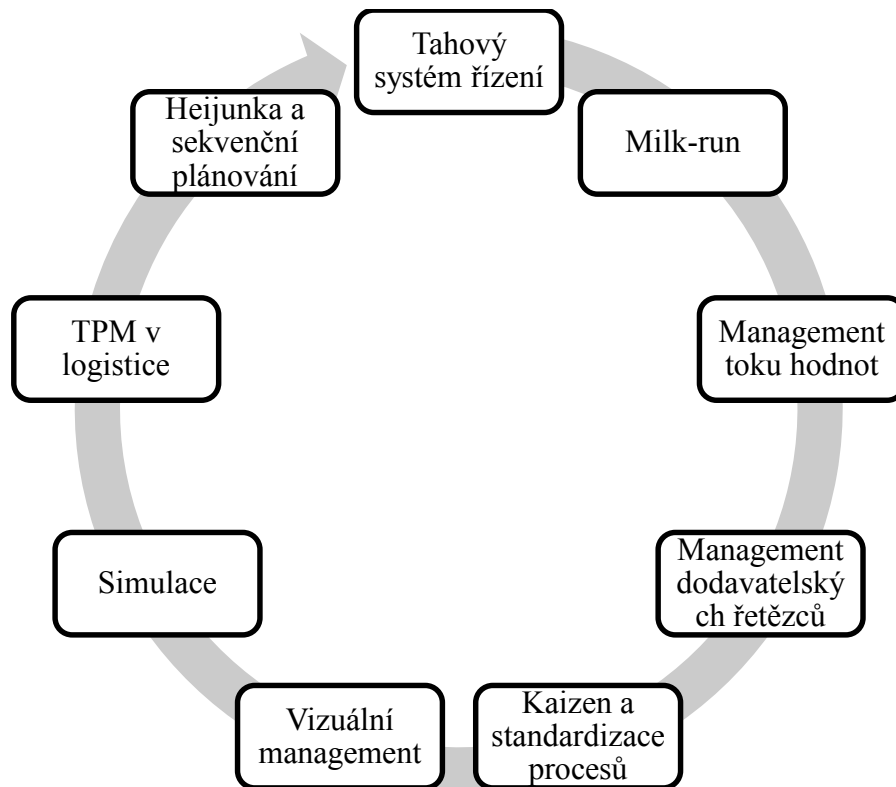 Tahový
systém řízení
Milk-run
Management
toku hodnot
Management
dodavatelský
ch řetězců
Kaizen a
standardizace
procesů
Vizuální
management
Simulace
TPM v
logistice
Heijunka a
sekvenční
plánování